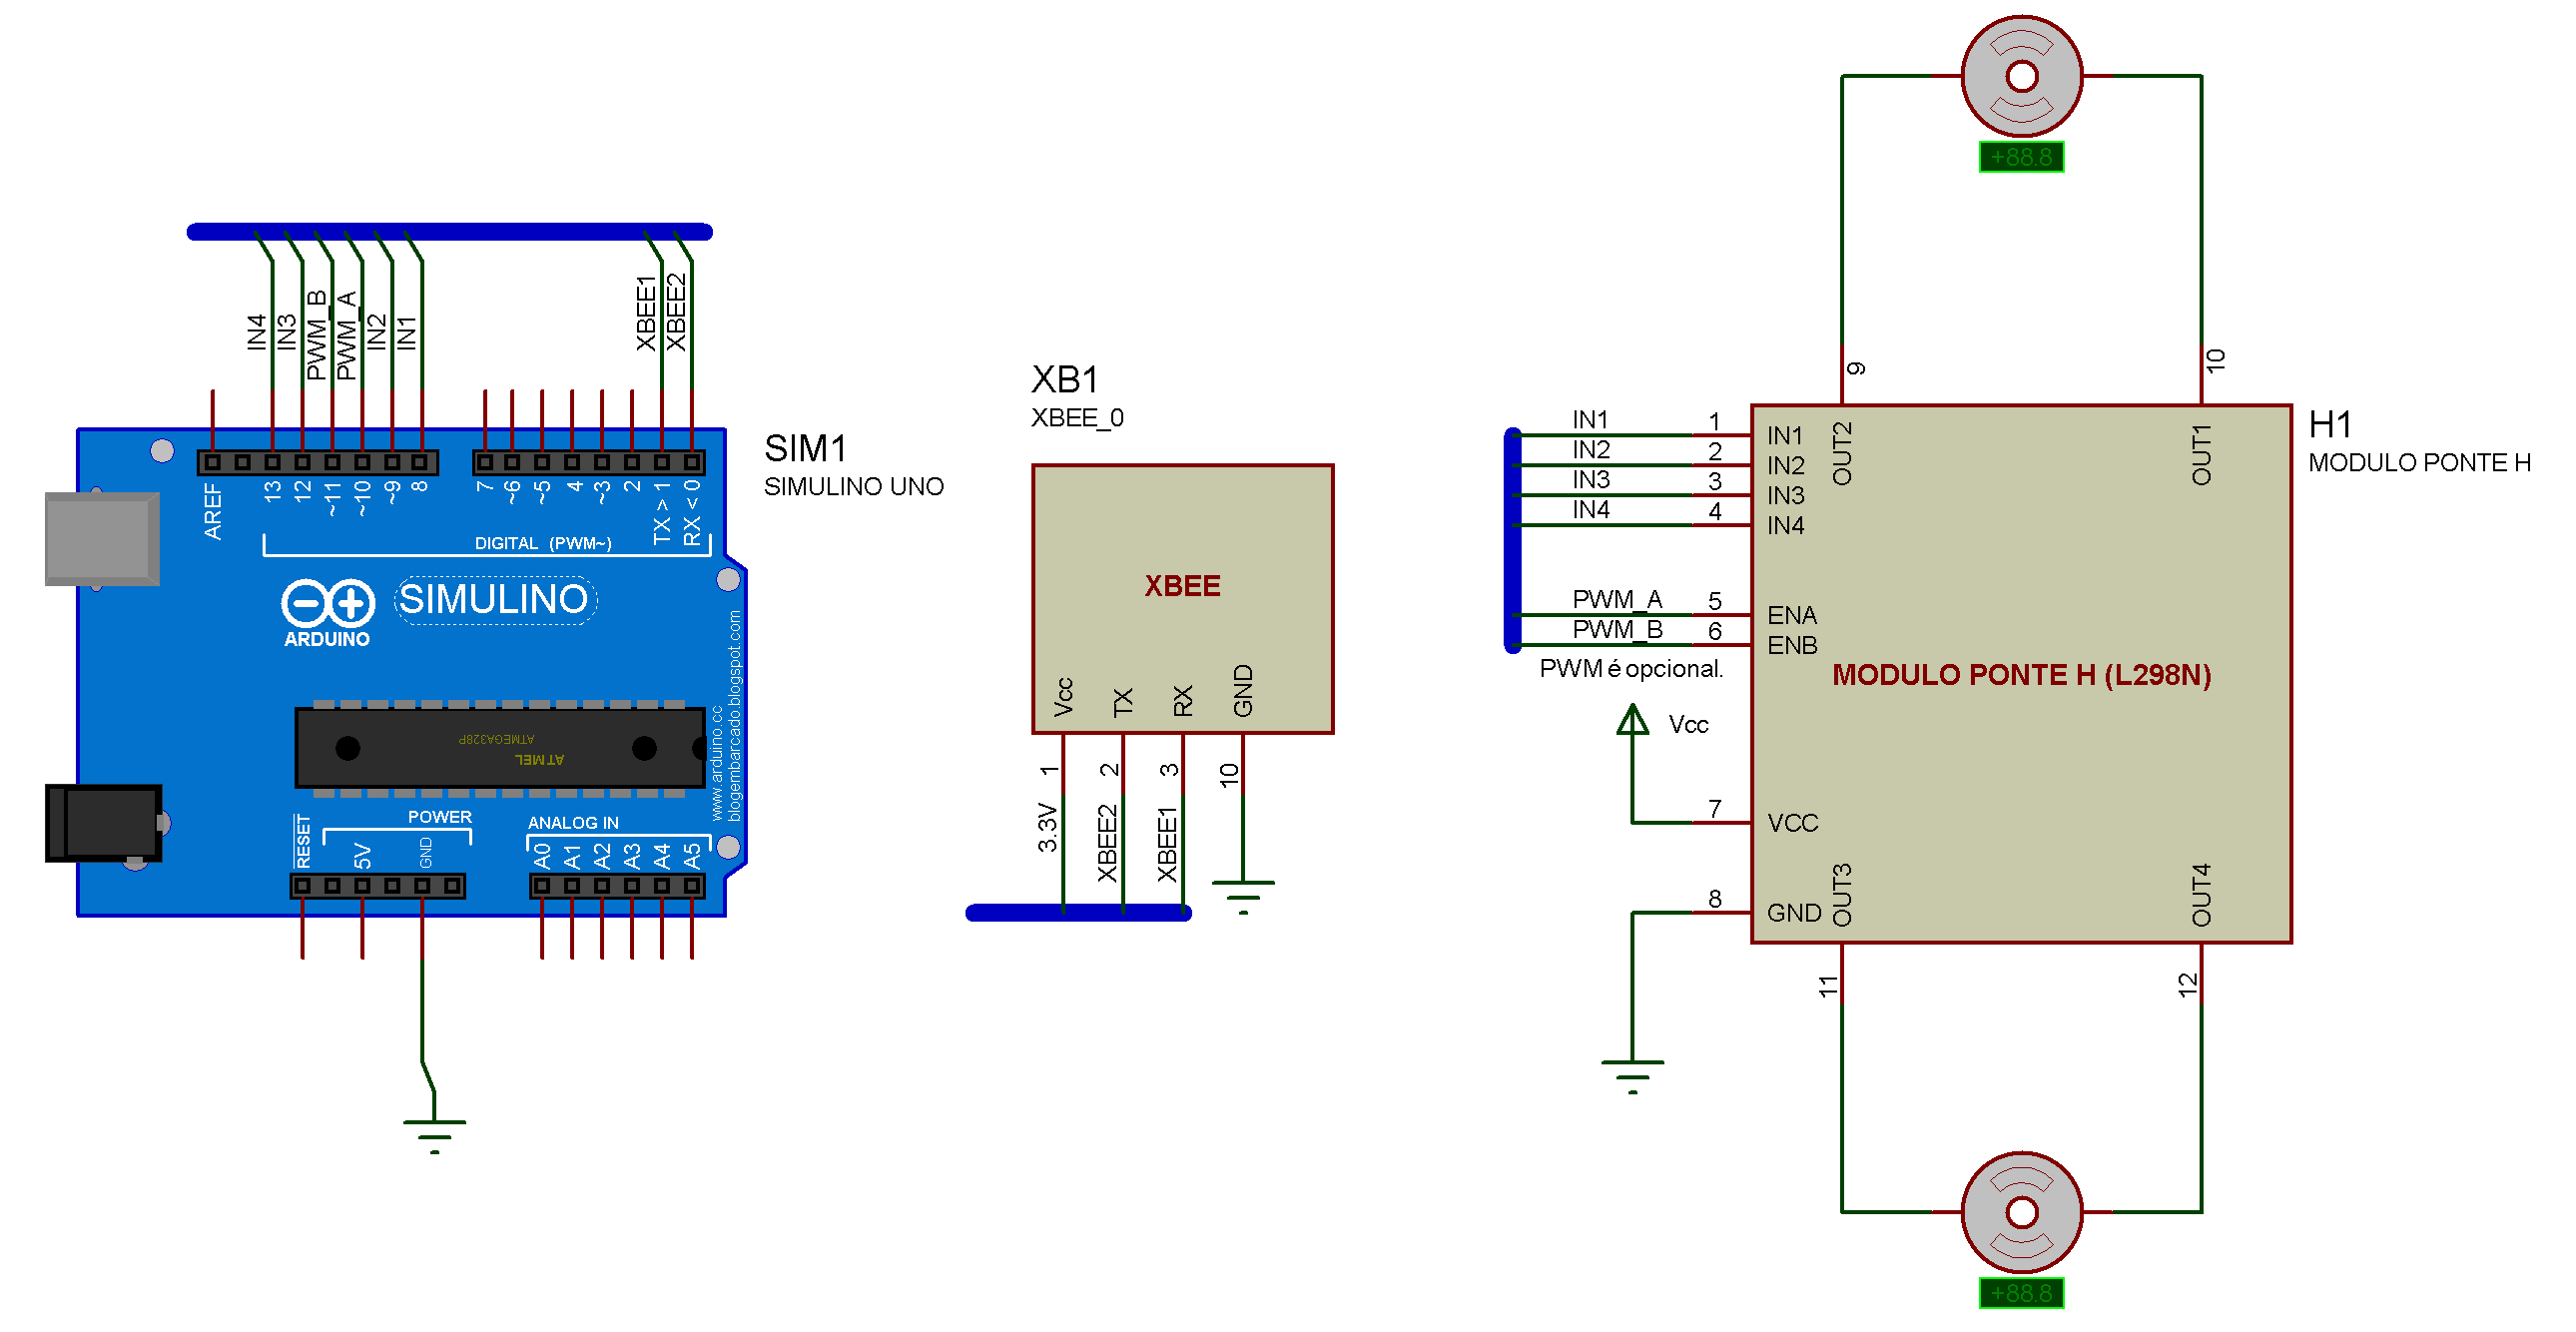 IN4
IN3
PWM_B
PWM_A
IN2
IN1
XBEE1
XBEE2
AREF
13
12
~11
~10
~9
8
7
~6
~5
4
~3
2
TX > 1
RX < 0
DIGITAL (PWM~)
SIM1
SIMULINO UNO
ARDUINO
SIMULINO
www.arduino.cc
blogembarcado.blogspot.com
ATMEGA328P
ATMEL
RESET
POWER
5V
GND
ANALOG IN
A0
A1
A2
A3
A4
A5
XB1
XBEE_0
XBEE
Vcc
TX
RX
GND
1
2
3
10
3.3V
XBEE2
XBEE1
+88.8
9
10
H1
MODULO PONTE H
IN1 1 IN1
IN2 2 IN2
IN3 3 IN3
IN4 4 IN4
OUT2
OUT1
PWM_A 5 ENA
PWM_B 6 ENB
PWM é opcional.
MODULO PONTE H (L298N)
Vcc
7 VCC
8 GND
OUT3
OUT4
11
12
+88.8